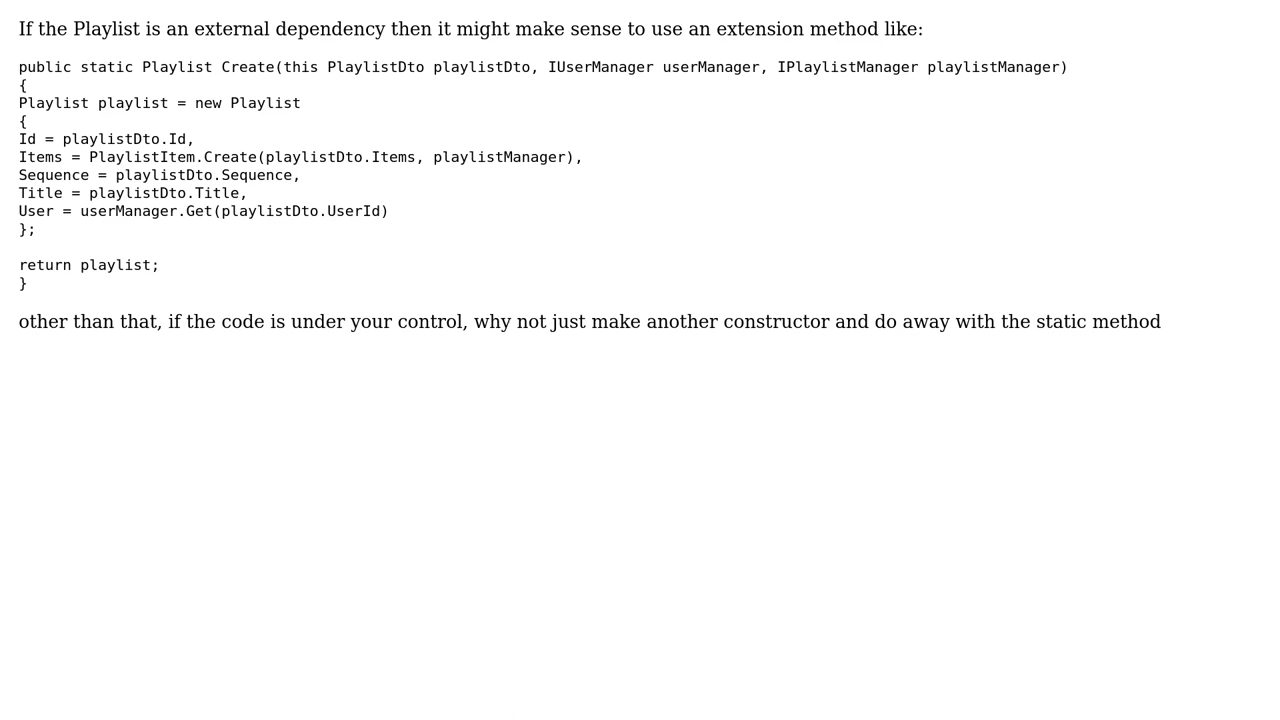 If the Playlist is an external dependency then it might make sense to use an extension method like:
public static Playlist Create(this PlaylistDto playlistDto, IUserManager userManager, IPlaylistManager playlistManager)
{
Playlist playlist = new Playlist
{
Id = playlistDto.Id,
Items = PlaylistItem.Create(playlistDto.Items, playlistManager),
Sequence = playlistDto.Sequence,
Title = playlistDto.Title,
User = userManager.Get(playlistDto.UserId)
};

return playlist;
}
other than that, if the code is under your control, why not just make another constructor and do away with the static method